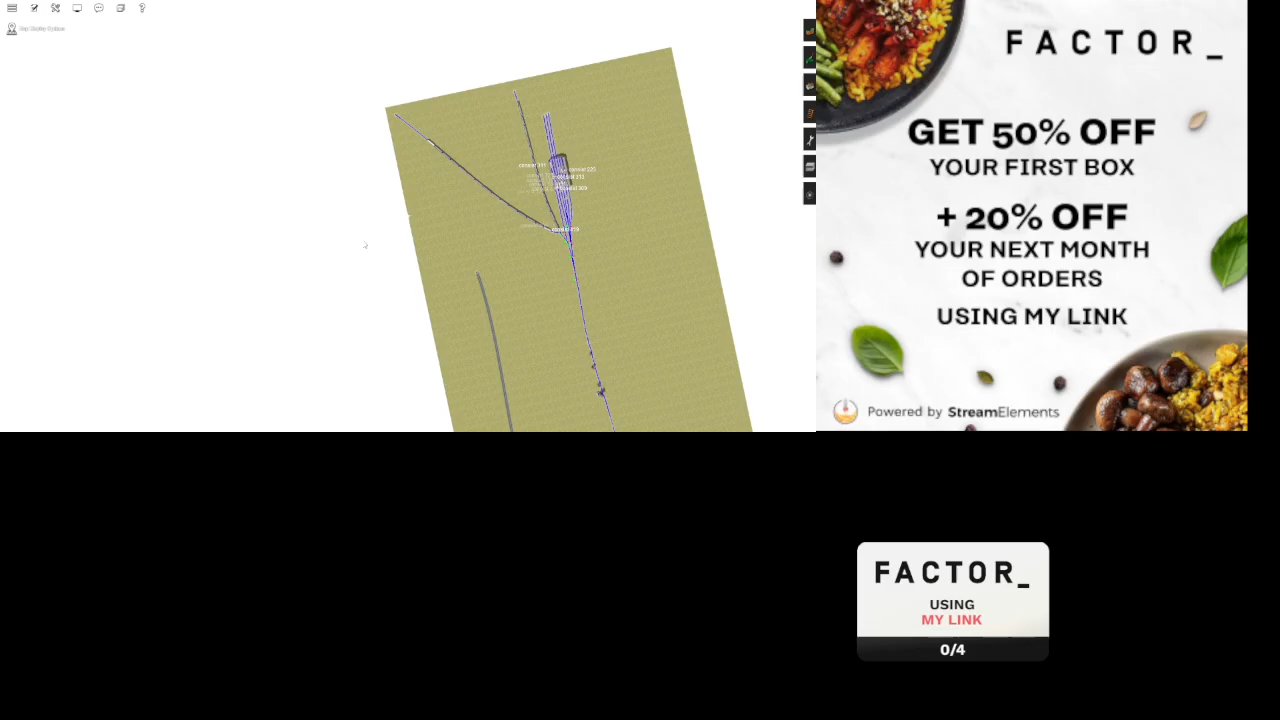 FACTOR_
GET 50% OFF
YOUR FIRST BOX
+ 20% OFF
YOUR NEXT MONTH
OF ORDERS
USING MY LINK
Powered by StreamElements
FACTOR_
USING
MY LINK
0/4